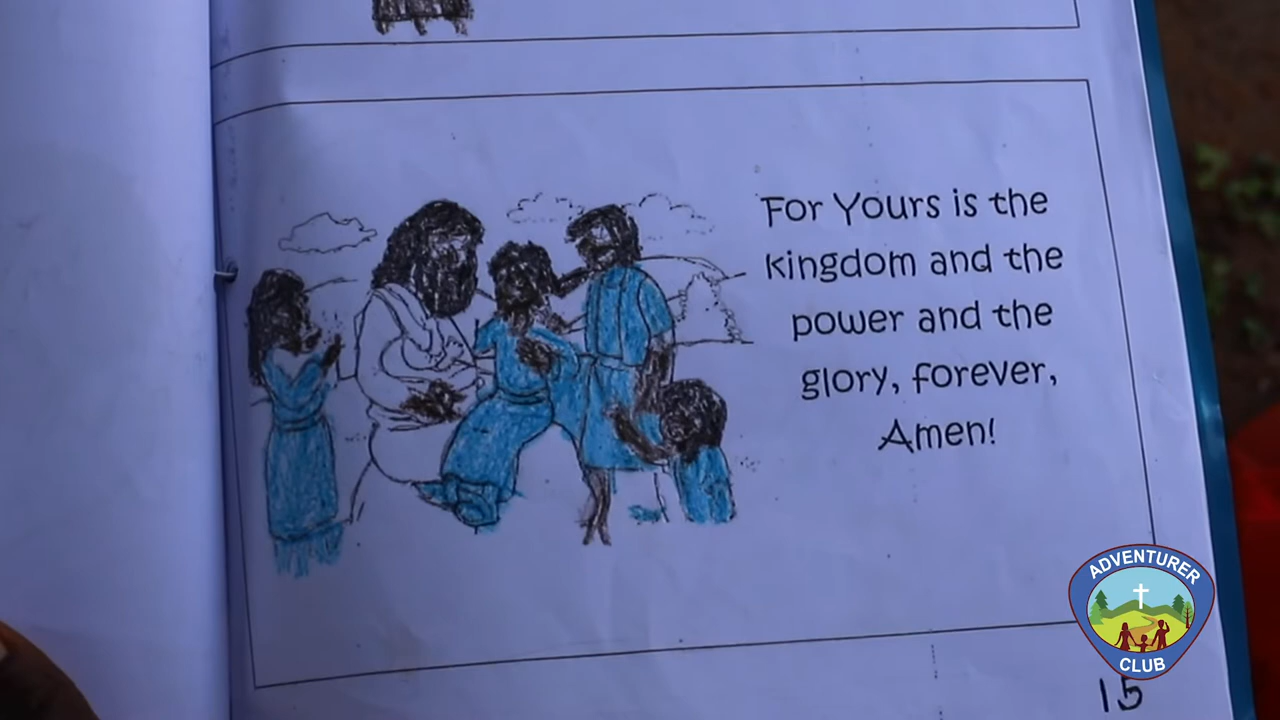 For Yours is the
kingdom and the
power and the
glory, forever,
Amen!
ADVENTURER
CLUB
15